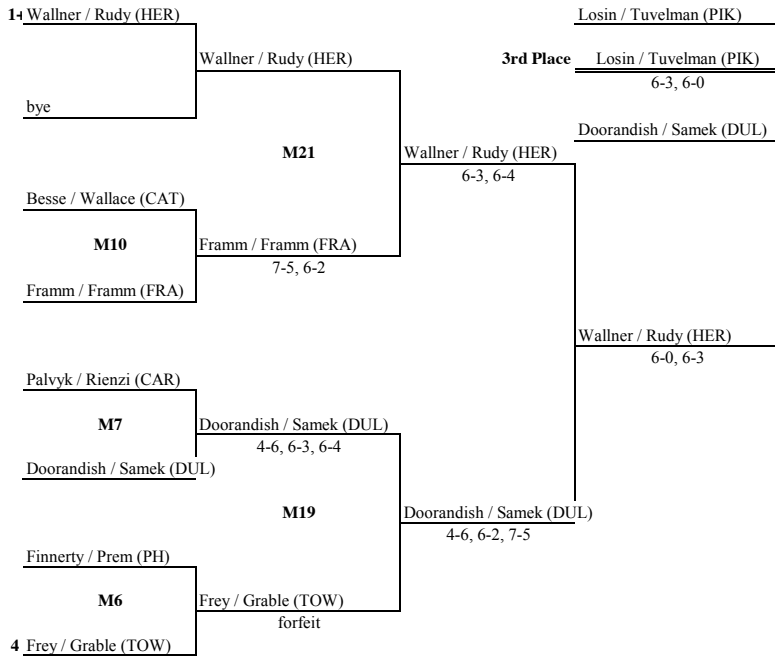 1+ Wallner / Rudy (HER)
Losin / Tuvelman (PIK)
Wallner / Rudy (HER)
3rd Place Losin / Tuvelman (PIK)
6-3, 6-0
bye
Doorandish / Samek (DUL)
M21
Wallner / Rudy (HER)
6-3, 6-4
Besse / Wallace (CAT)
M10
Framm / Framm (FRA)
7-5, 6-2
Framm / Framm (FRA)
Wallner / Rudy (HER)
6-0, 6-3
Palvyk / Rienzi (CAR)
M7
Doorandish / Samek (DUL)
4-6, 6-3, 6-4
Doorandish / Samek (DUL)
M19
Doorandish / Samek (DUL)
4-6, 6-2, 7-5
Finnerty / Prem (PH)
M6
Frey / Grable (TOW)
forfeit
4 Frey / Grable (TOW)